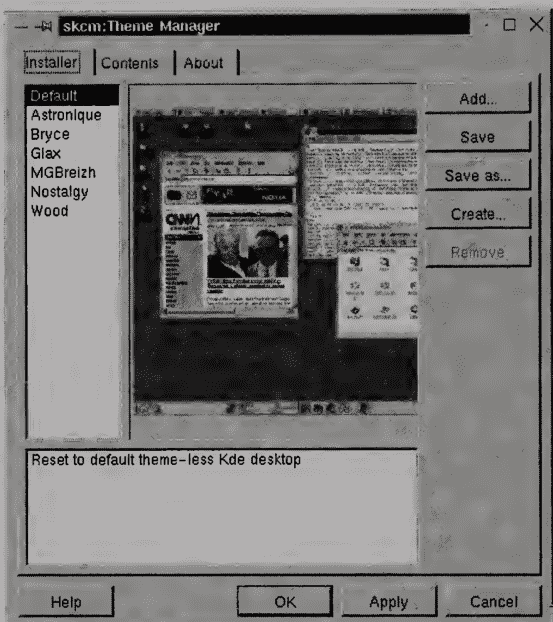 skcm:Theme Manager
Installer
Contents
About
Default
Astronique
Bryce
Glax
MGBreizh
Nostalgy
Wood
CNN
Add...
Save
Save as...
Create...
Remove
Reset to default theme-less Kde desktop
Help
OK
Apply
Cancel